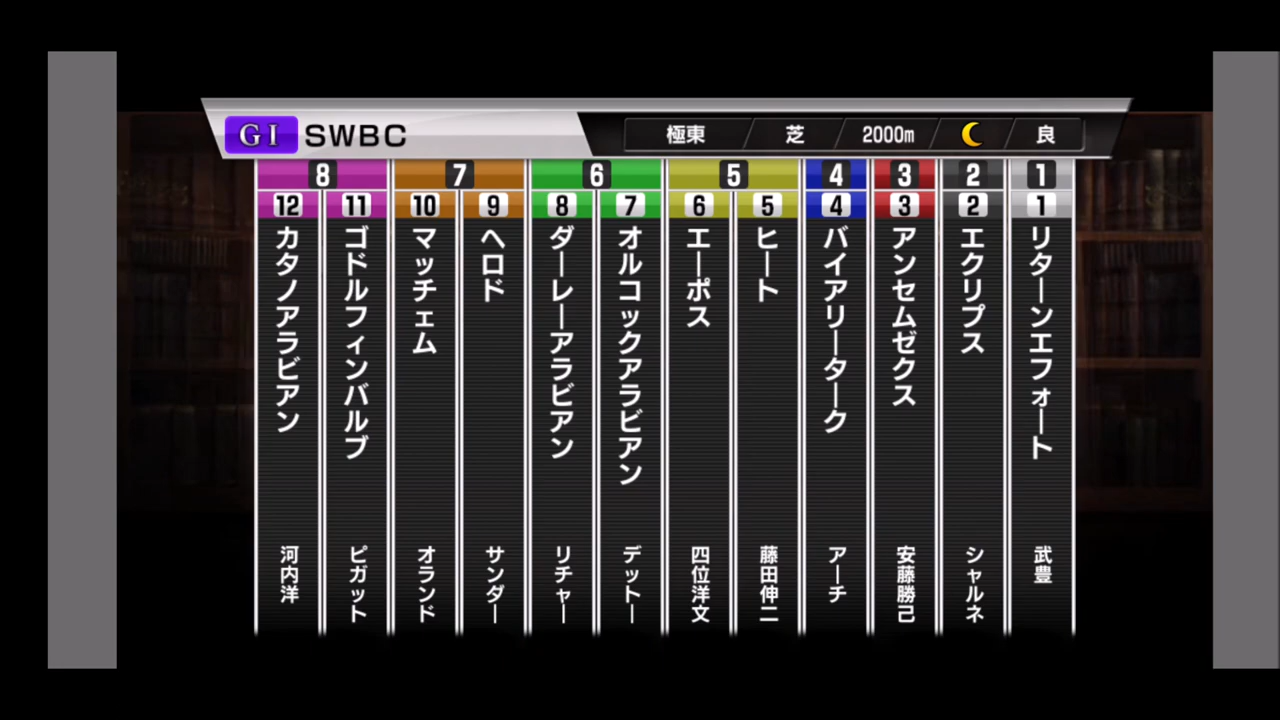 GI SWBC 極東 芝 2000m 良
1 1 リターンエフォート 武豊
2 2 エクリプス シャルネ
3 3 アンセムゼクス 安藤勝己
4 4 バイアリーターク アーチ
5 5 ヒート 藤田伸二
6 エーポス 四位洋文
6 7 オルコックアラビアン デットー
8 ダーレーアラビアン リチャー
7 9 ヘロド サンダー
10 マッチェム オランド
8 11 ゴドルフィンバルブ ピガット
12 カタノアラビアン 河内洋